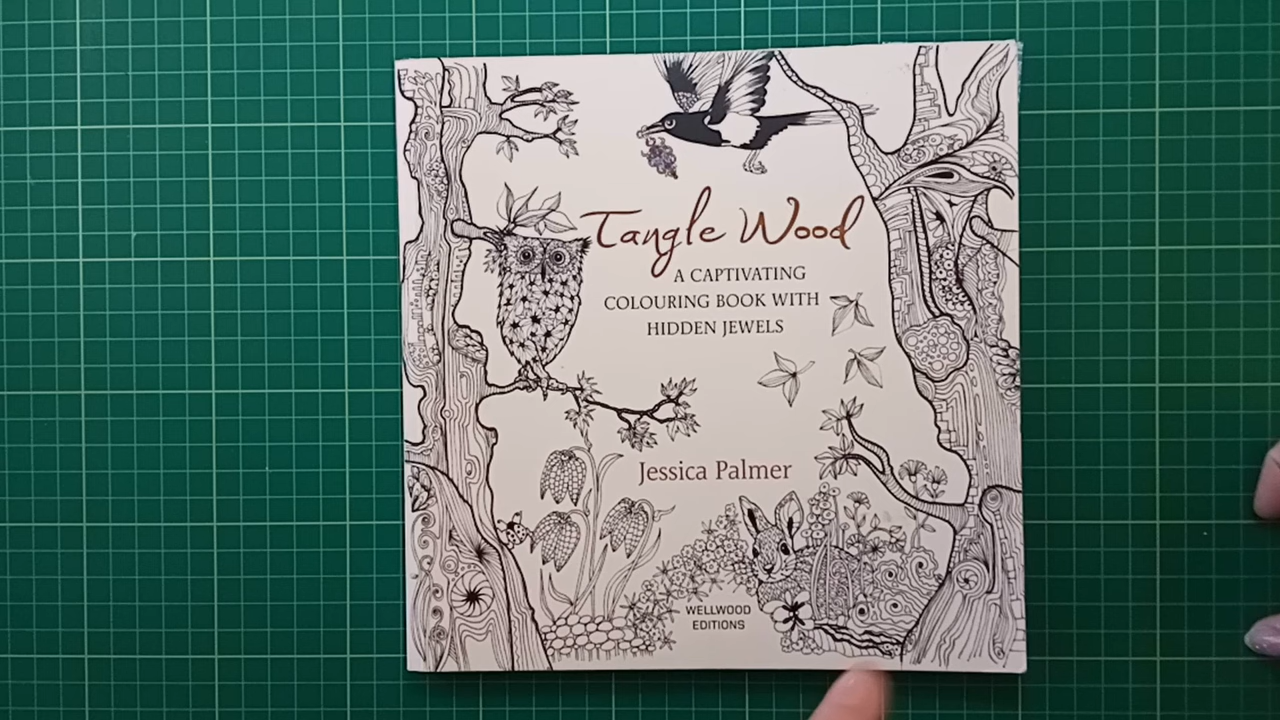 Tangle Wood
A CAPTIVATING
COLOURING BOOK WITH
HIDDEN JEWELS
Jessica Palmer
WELLWOOD
EDITIONS